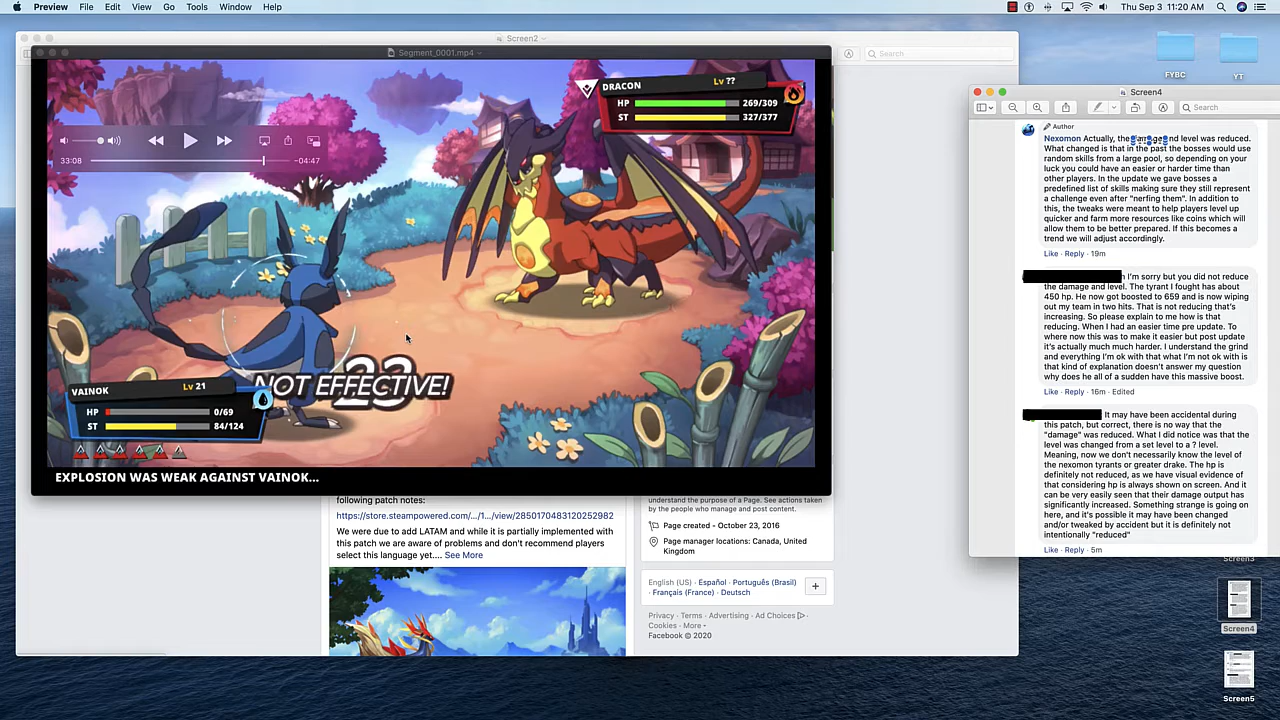 Preview File Edit View Go Tools Window Help
Thu Sep 3 11:20 AM
Screen2
Search
Segment_0001.mp4
33:08
-04:47
DRACON Lv ??
HP 269/309
ST 327/377
23
NOT EFFECTIVE!
VAINOK Lv 21
HP 0/69
ST 84/124
EXPLOSION WAS WEAK AGAINST VAINOK...
following patch notes:
https://store.steampowered.com/.../1.../view/2850170483120252982
We were due to add LATAM and while it is partially implemented with
this patch we are aware of problems and don't recommend players
select this language yet.... See More
understand the purpose of a Page. See actions
taken by the people who manage and post content.
Page created - October 23, 2016
Page manager locations: Canada, United
Kingdom
English (US) · Español · Português (Brasil)
· Français (France) · Deutsch
Privacy · Terms · Advertising · Ad Choices ·
Cookies · More
Facebook © 2020
FYBC
YT
Screen4
Search
Author
Nexomon Actually, the and level was reduced.
What changed is that in the past the bosses would use
random skills from a large pool, so depending on your
luck you could have an easier or harder time than
other players. In the update we gave bosses a
predefined list of skills making sure they still represent
a challenge even after "nerfing them". In addition to
this, the tweaks were meant to help players level up
quicker and farm more resources like coins which will
allow them to be better prepared. If this becomes a
trend we will adjust accordingly.
Like · Reply · 19m
I'm sorry but you did not reduce
the damage and level. The tyrant I fought has about
450 hp. He now got boosted to 659 and is now wiping
out my team in two hits. That is not reducing that's
increasing. So please explain to me how is that
reducing. When I had an easier time pre update. To
where now this was to make it easier but post update
it's actually much much harder. I understand the grind
and everything I'm ok with that what I'm not ok with is
that kind of explanation doesn't answer my question
why does he all of a sudden have this massive boost.
Like · Reply · 16m · Edited
It may have been accidental during
this patch, but correct, there is no way that the
"damage" was reduced. What I did notice was that the
level was changed from a set level to a ? level.
Meaning, now we don't necessarily know the level of
the nexomon tyrants or greater drake. The hp is
definitely not reduced, as we have visual evidence of
that considering hp is always shown on screen. And it
can be very easily seen that their damage output has
significantly increased. Something strange is going on
here, and it's possible it may have been changed
and/or tweaked by accident but it is definitely not
intentionally "reduced"
Like · Reply · 5m
Screen3
Screen4
Screen5